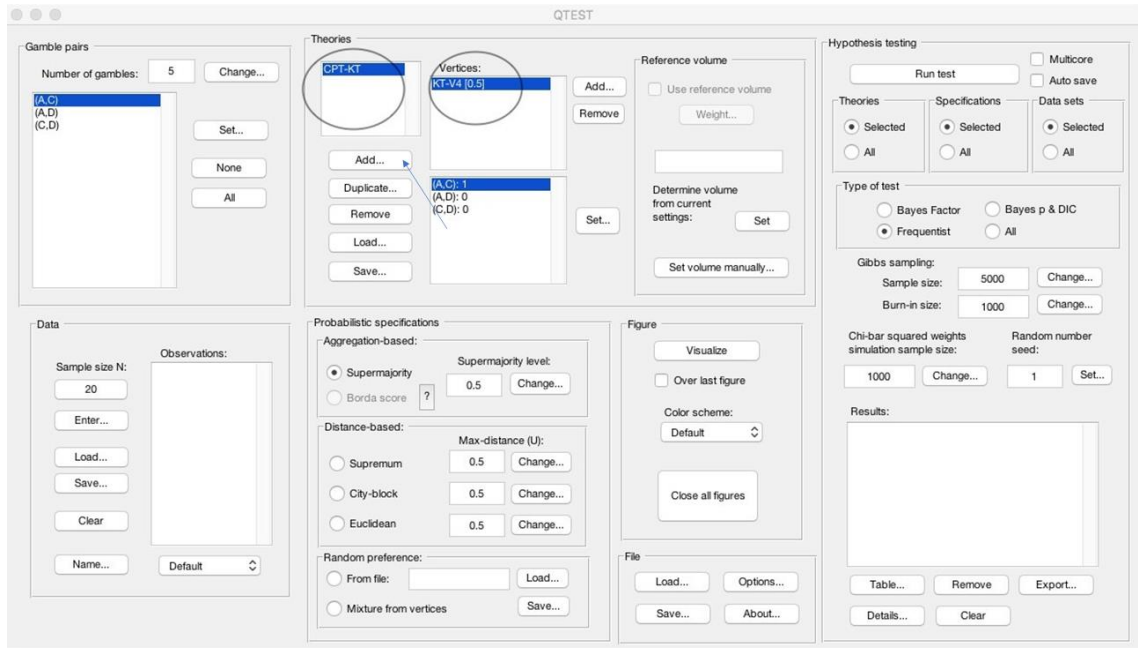 QTEST
Gamble pairs
Number of gambles: 5 Change...
(A,C)
(A,D)
(C,D)
Set...
None
All
Theories
CPT-KT
Add...
Duplicate...
Remove
Load...
Save...
Vertices:
KT-V4 [0.5]
Add...
Remove
(A,C): 1
(A,D): 0
(C,D): 0
Set...
Reference volume
Use reference volume
Weight...
Determine volume
from current
settings: Set
Set volume manually...
Hypothesis testing
Run test
Multicore
Auto save
Theories
Selected
All
Specifications
Selected
All
Data sets
Selected
All
Type of test
Bayes Factor Bayes p & DIC
Frequentist All
Gibbs sampling:
Sample size: 5000 Change...
Burn-in size: 1000 Change...
Chi-bar squared weights
simulation sample size:
1000 Change...
Random number
seed:
1 Set...
Results:
Table... Remove Export...
Details... Clear
Data
Sample size N:
20
Enter...
Load...
Save...
Clear
Name...
Observations:
Default
Probabilistic specifications
Aggregation-based:
Supermajority
Borda score ?
Supermajority level:
0.5 Change...
Distance-based:
Max-distance (U):
Supremum 0.5 Change...
City-block 0.5 Change...
Euclidean 0.5 Change...
Random preference:
From file: Load...
Mixture from vertices Save...
Figure
Visualize
Over last figure
Color scheme:
Default
Close all figures
File
Load... Options...
Save... About...